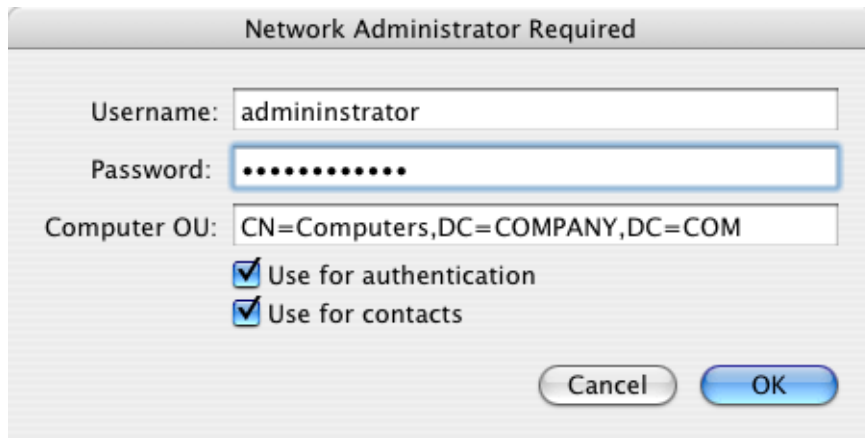 Network Administrator Required
Username: admininstrator
Password: ••••••••••••
Computer OU: CN=Computers,DC=COMPANY,DC=COM
Use for authentication
Use for contacts
Cancel OK